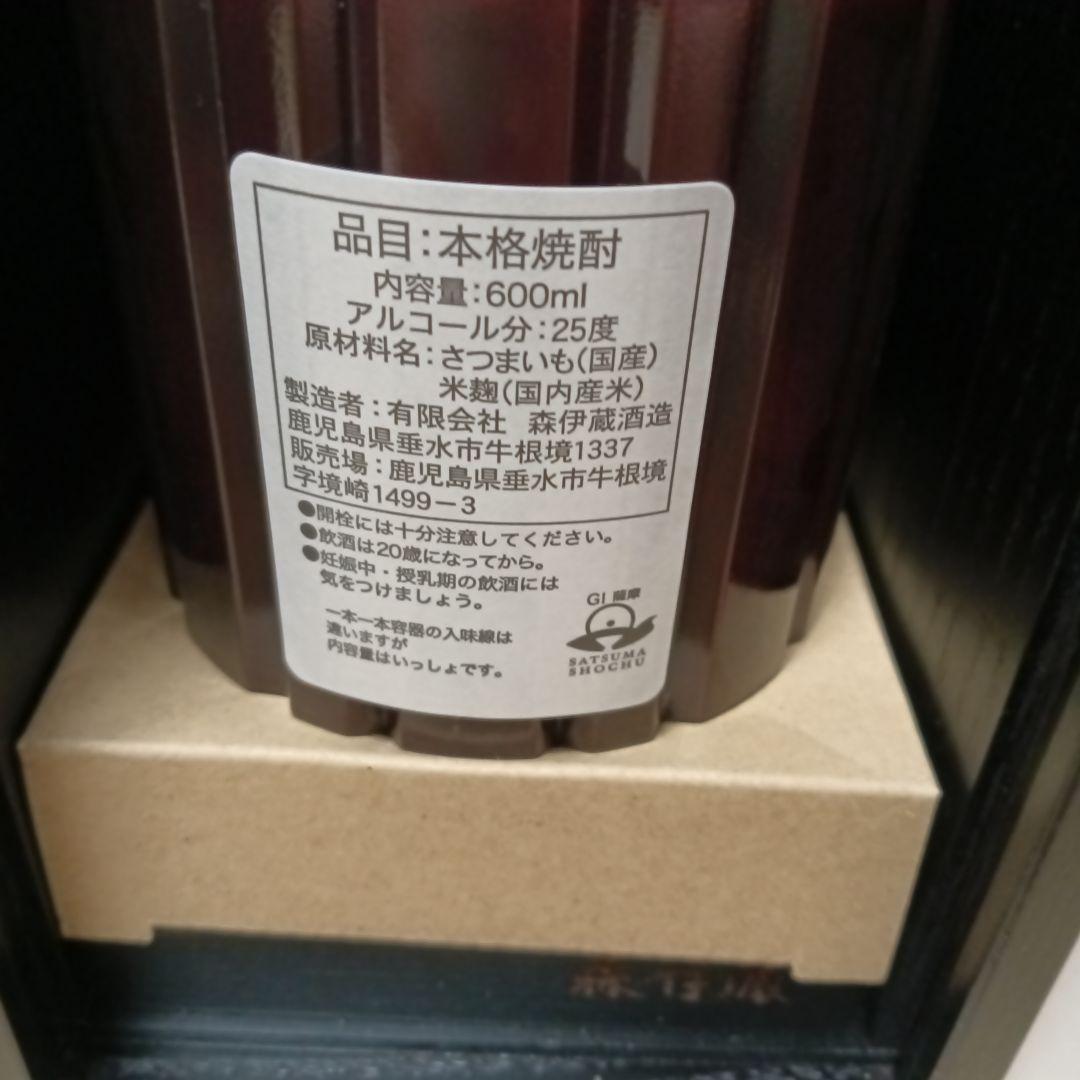 品目:本格焼酎
内容量:600ml
アルコール分:25度
原材料名:さつまいも(国産)
米麹(国内産米)
製造者:有限会社 森伊蔵酒造
鹿児島県垂水市牛根境1337
販売場:鹿児島県垂水市牛根境
字境崎1499-3
●開栓には十分注意してください。
●飲酒は20歳になってから。
●妊娠中・授乳期の飲酒には
気をつけましょう。
一本一本容器の入味線は
違いますが
内容量はいっしょです。
GI 薩摩
SATSUMA
SHOCHU
森伊蔵